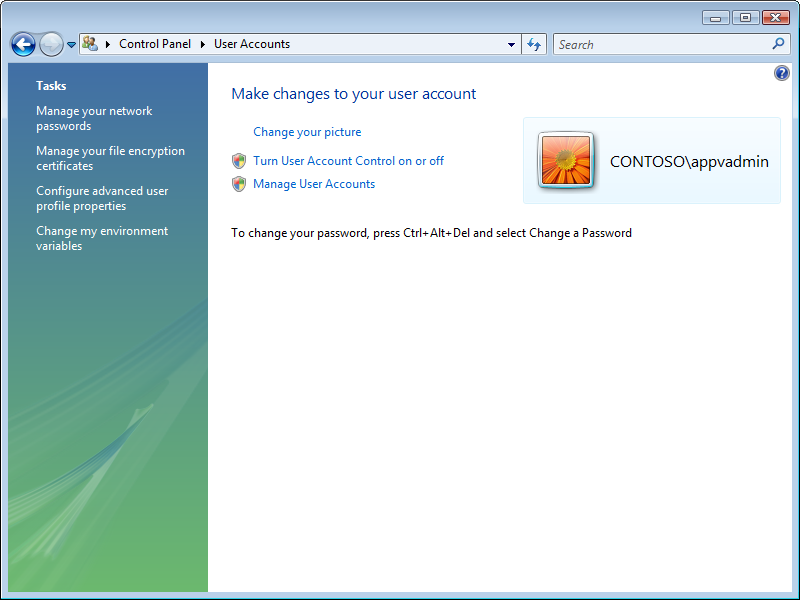 Control Panel User Accounts
Search
Tasks
Manage your network
passwords
Manage your file encryption
certificates
Configure advanced user
profile properties
Change my environment
variables
?
Make changes to your user account
Change your picture
Turn User Account Control on or off
Manage User Accounts
CONTOSO\appvadmin
To change your password, press Ctrl+Alt+Del and select Change a Password